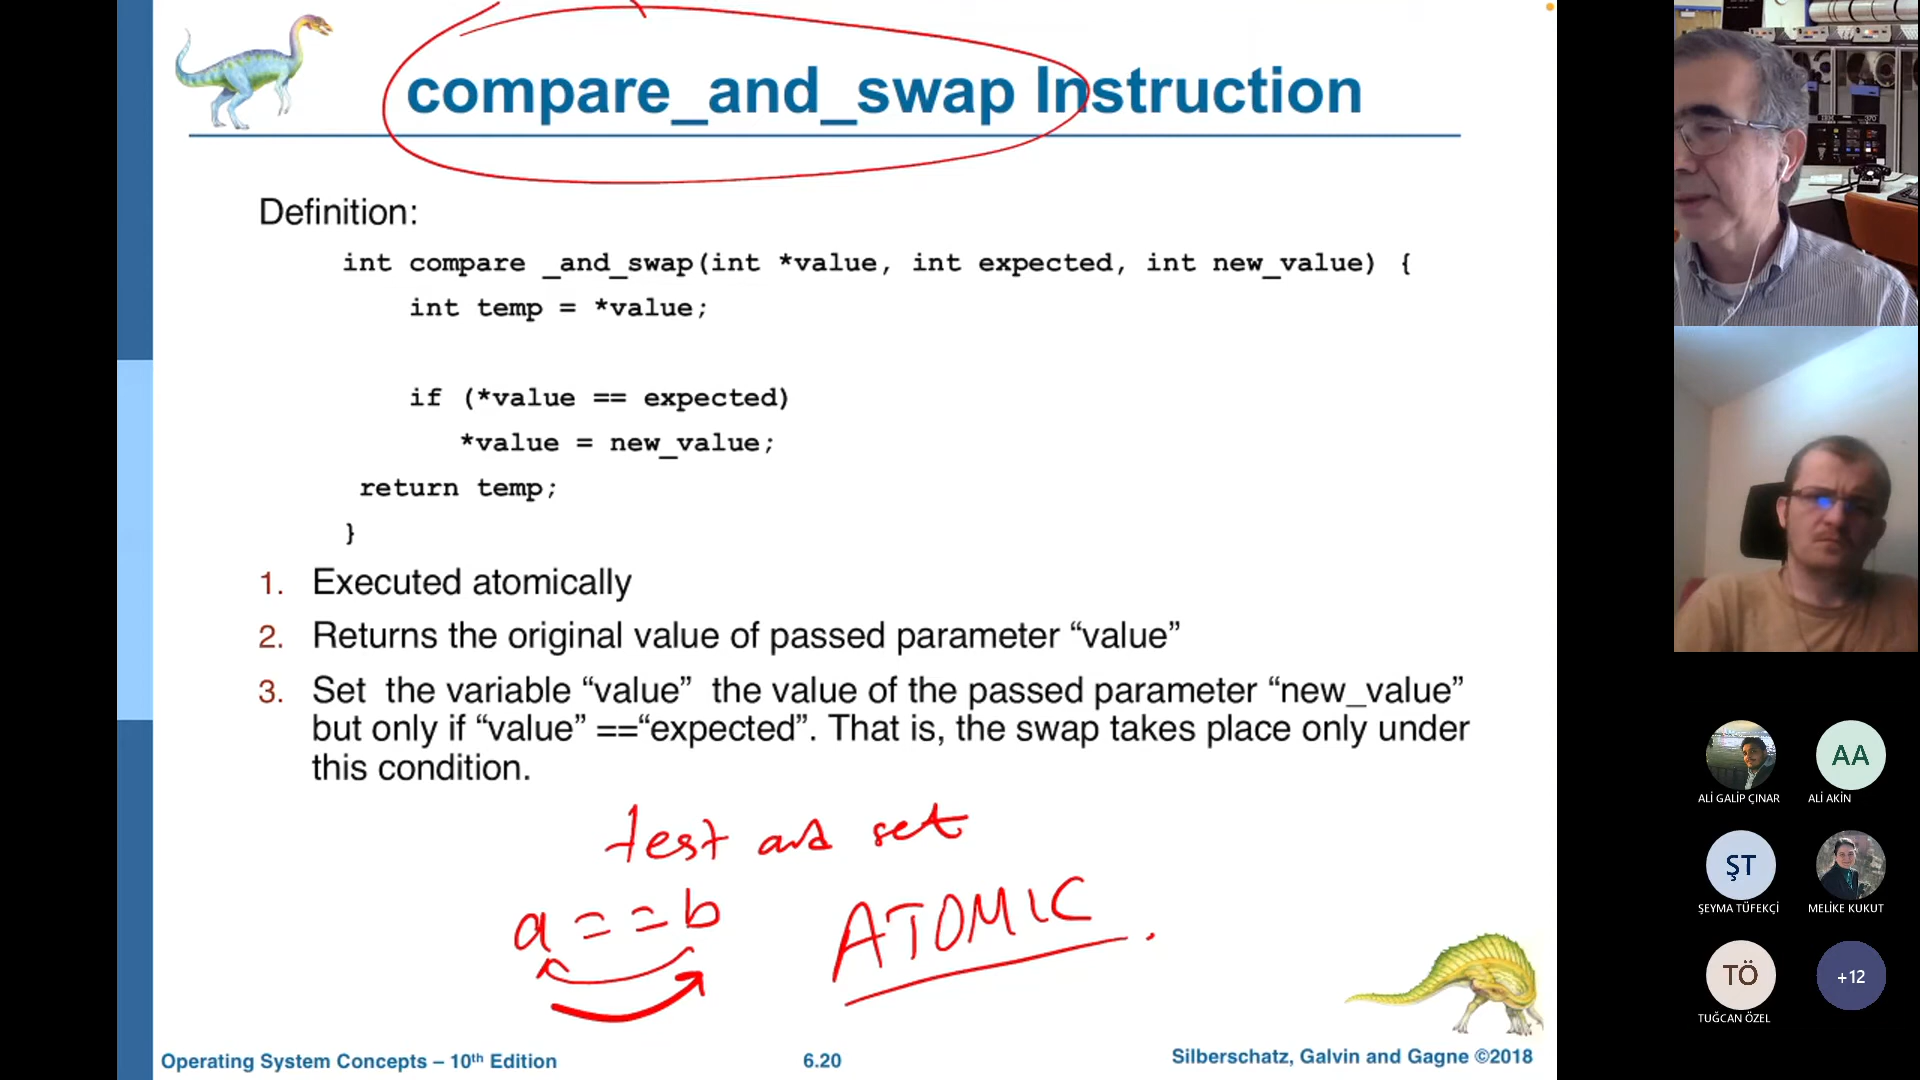 compare_and_swap Instruction
Definition:
int compare _and_swap(int *value, int expected, int new_value) {
int temp = *value;
if (*value == expected)
*value = new_value;
return temp;
}
1. Executed atomically
2. Returns the original value of passed parameter “value”
3. Set the variable “value” the value of the passed parameter “new_value”
but only if “value” ==“expected”. That is, the swap takes place only under
this condition.
test and set
a = = b
ATOMIC.
Operating System Concepts – 10th Edition
6.20
Silberschatz, Galvin and Gagne ©2018
ALİ GALİP ÇINAR
AA
ALİ AKİN
ŞT
ŞEYMA TÜFEKÇİ
MELİKE KUKUT
TÖ
TUĞCAN ÖZEL
+12